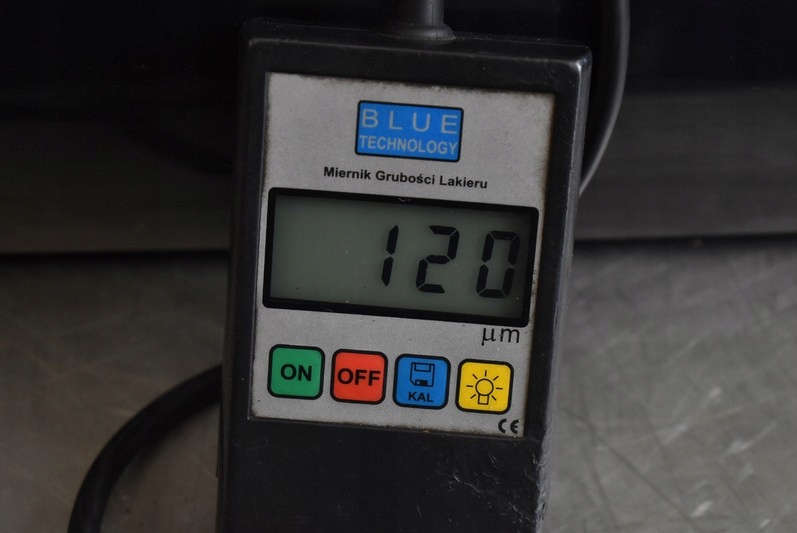 BLUE
TECHNOLOGY
Miernik Grubości Lakieru
120
µm
ON
OFF
KAL
CE